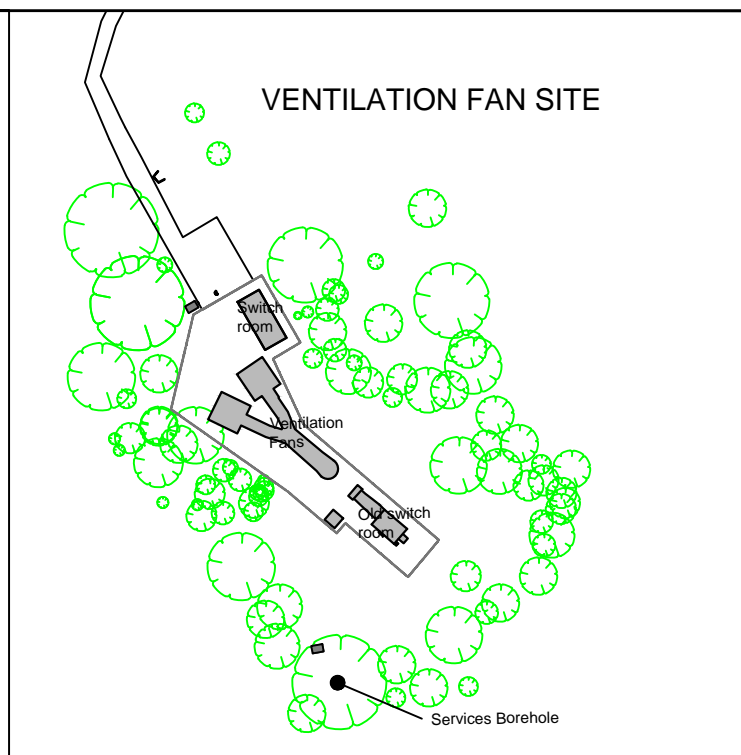 VENTILATION FAN SITE
Switch
room
Ventilation
Fans
Old switch
room
Services Borehole